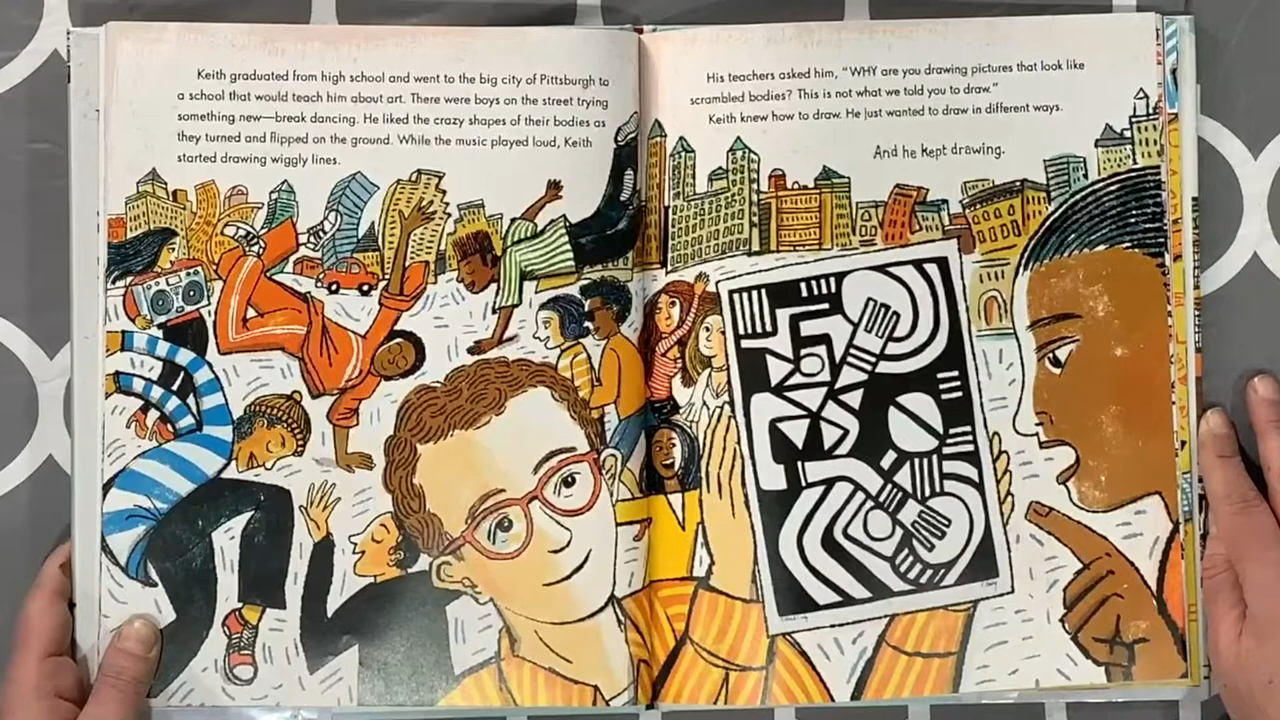 Keith graduated from high school and went to the big city of Pittsburgh to
a school that would teach him about art. There were boys on the street trying
something new—break dancing. He liked the crazy shapes of their bodies as
they turned and flipped on the ground. While the music played loud, Keith
started drawing wiggly lines.
His teachers asked him, “WHY are you drawing pictures that look like
scrambled bodies? This is not what we told you to draw.”
Keith knew how to draw. He just wanted to draw in different ways.
And he kept drawing.